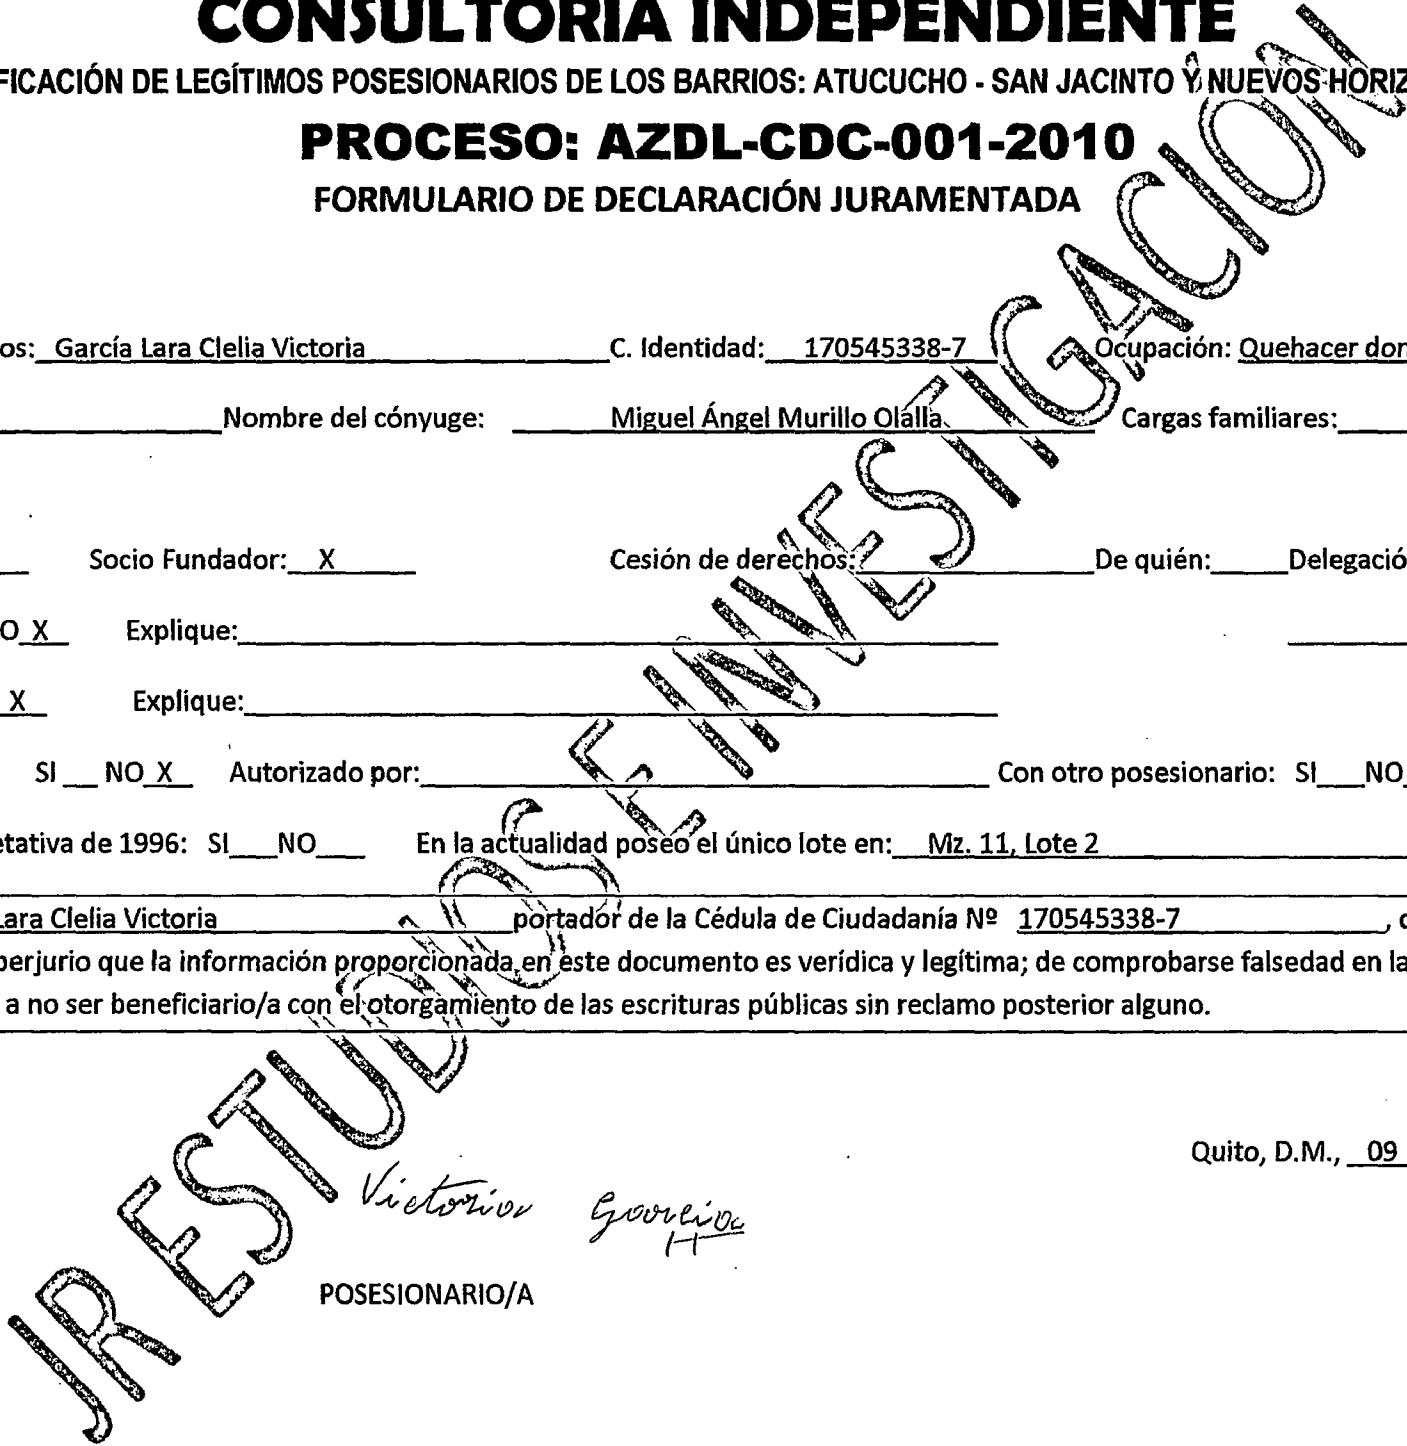 CONSULTORIA INDEPENDIENTE
FICACIÓN DE LEGÍTIMOS POSESIONARIOS DE LOS BARRIOS: ATUCUCHO - SAN JACINTO Y NUEVOS HORIZ
PROCESO: AZDL-CDC-001-2010
FORMULARIO DE DECLARACIÓN JURAMENTADA
os: García Lara Clelia Victoria C. Identidad: 170545338-7 Ocupación: Quehacer dom
Nombre del cónyuge: Miguel Ángel Murillo Olalla Cargas familiares:
Socio Fundador: X Cesión de derechos: De quién: Delegació
O X Explique:
X Explique:
SI NO X Autorizado por: Con otro posesionario: SI NO
etativa de 1996: SI NO En la actualidad poseo el único lote en: Mz. 11, Lote 2
Lara Clelia Victoria portador de la Cédula de Ciudadanía Nº 170545338-7 ,
perjurio que la información proporcionada en este documento es verídica y legítima; de comprobarse falsedad en la
a no ser beneficiario/a con el otorgamiento de las escrituras públicas sin reclamo posterior alguno.
Quito, D.M., 09
Victoria García
POSESIONARIO/A
JR ESTUDIOS E INVESTIGACION